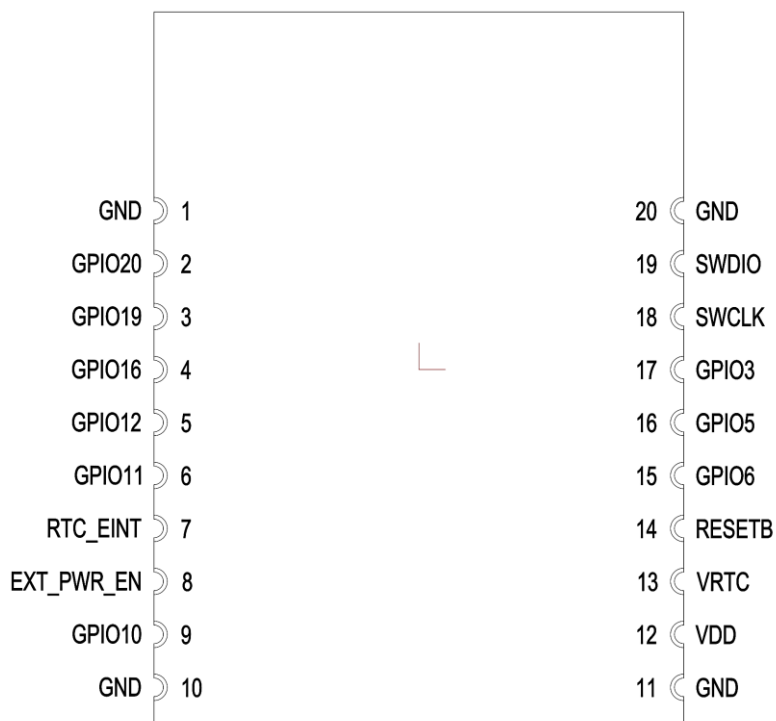 GND 1 20 GND
GPIO20 2 19 SWDIO
GPIO19 3 18 SWCLK
GPIO16 4 17 GPIO3
GPIO12 5 16 GPIO5
GPIO11 6 15 GPIO6
RTC_EINT 7 14 RESETB
EXT_PWR_EN 8 13 VRTC
GPIO10 9 12 VDD
GND 10 11 GND